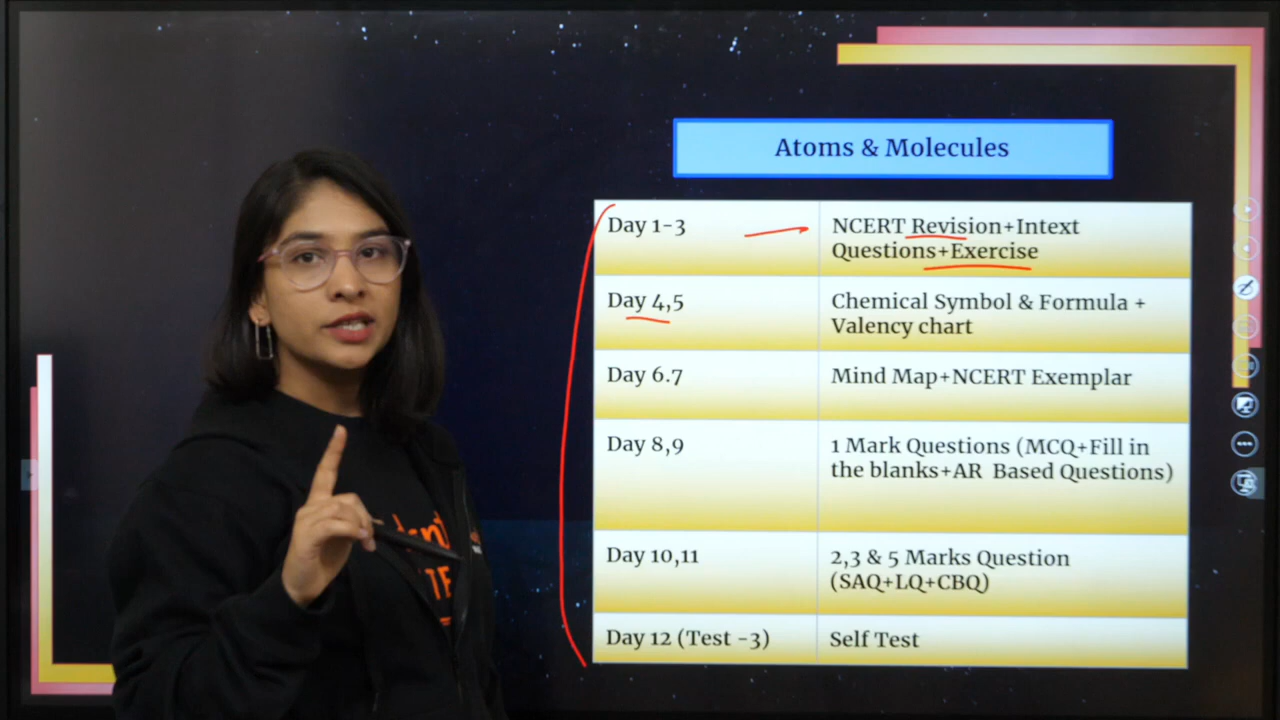 Atoms & Molecules
Day 1-3
NCERT Revision+Intext
Questions+Exercise
Day 4,5
Chemical Symbol & Formula +
Valency chart
Day 6.7
Mind Map+NCERT Exemplar
Day 8,9
1 Mark Questions (MCQ+Fill in
the blanks+AR Based Questions)
Day 10,11
2,3 & 5 Marks Question
(SAQ+LQ+CBQ)
Day 12 (Test -3)
Self Test